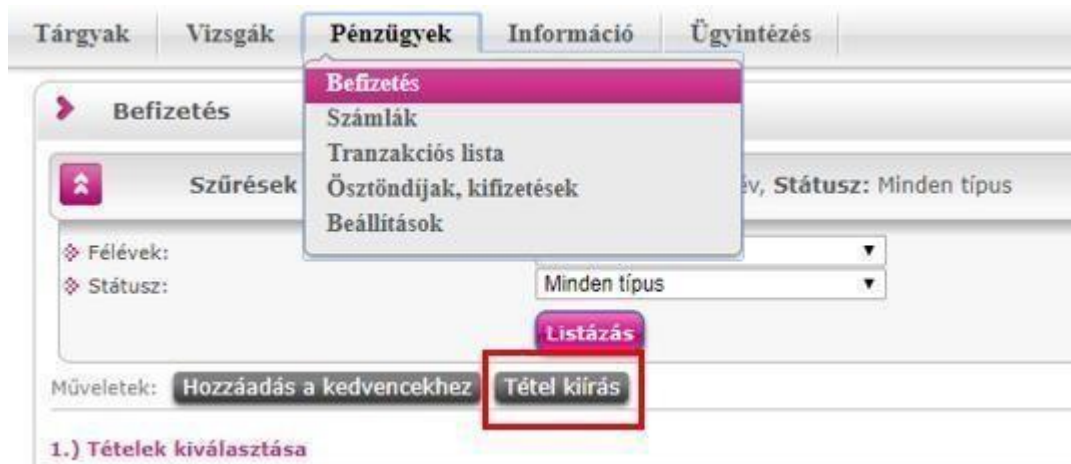 Tárgyak Vizsgák Pénzügyek Információ Ügyintézés
Befizetés
Számlák
Tranzakciós lista
Ösztöndíjak, kifizetések
Beállítások
Befizetés
Szűrések v, Státusz: Minden típus
Félévek:
Státusz: Minden típus
Listázás
Műveletek: Hozzáadás a kedvencekhez Tétel kiírás
1.) Tételek kiválasztása